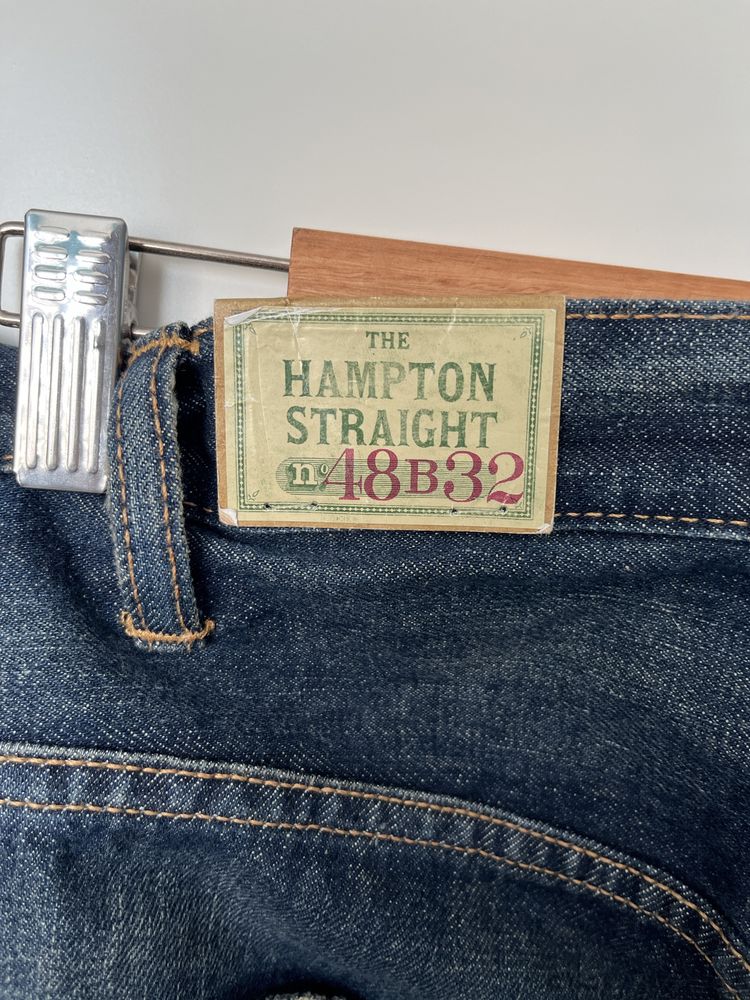 THE
HAMPTON
STRAIGHT
nº 48B32